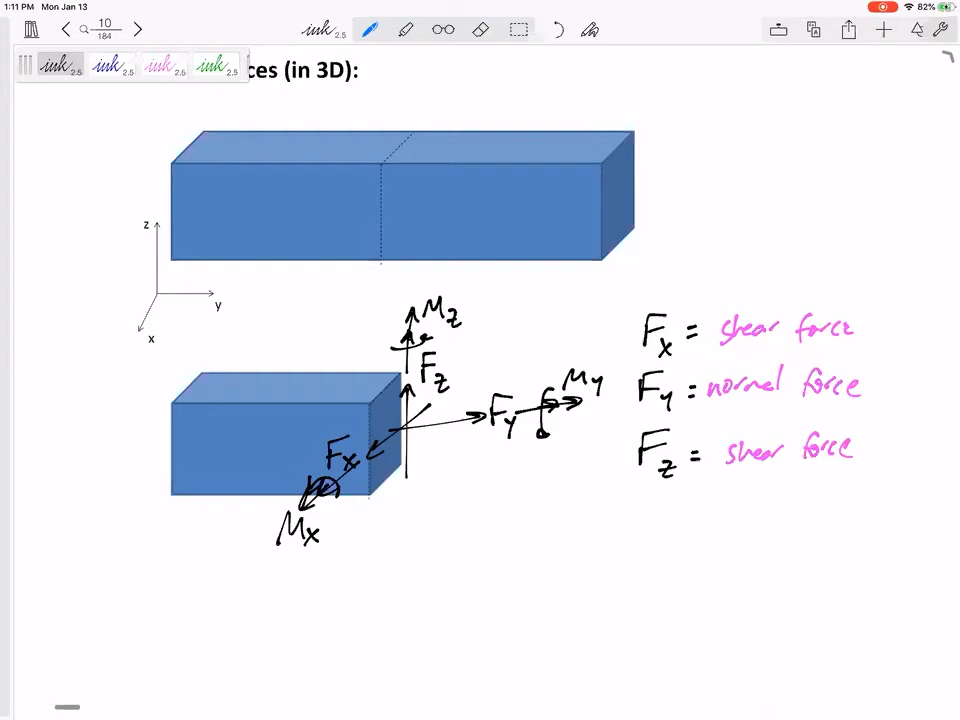 1:11 PM Mon Jan 13
82%
10
184
ink 2.5
ink 2.5
ink 2.5
ink 2.5
ink 2.5
ces (in 3D):
z
y
x
Mz
Fz
Fy
My
Fx
Mx
Fx = shear force
Fy = normal force
Fz = shear force